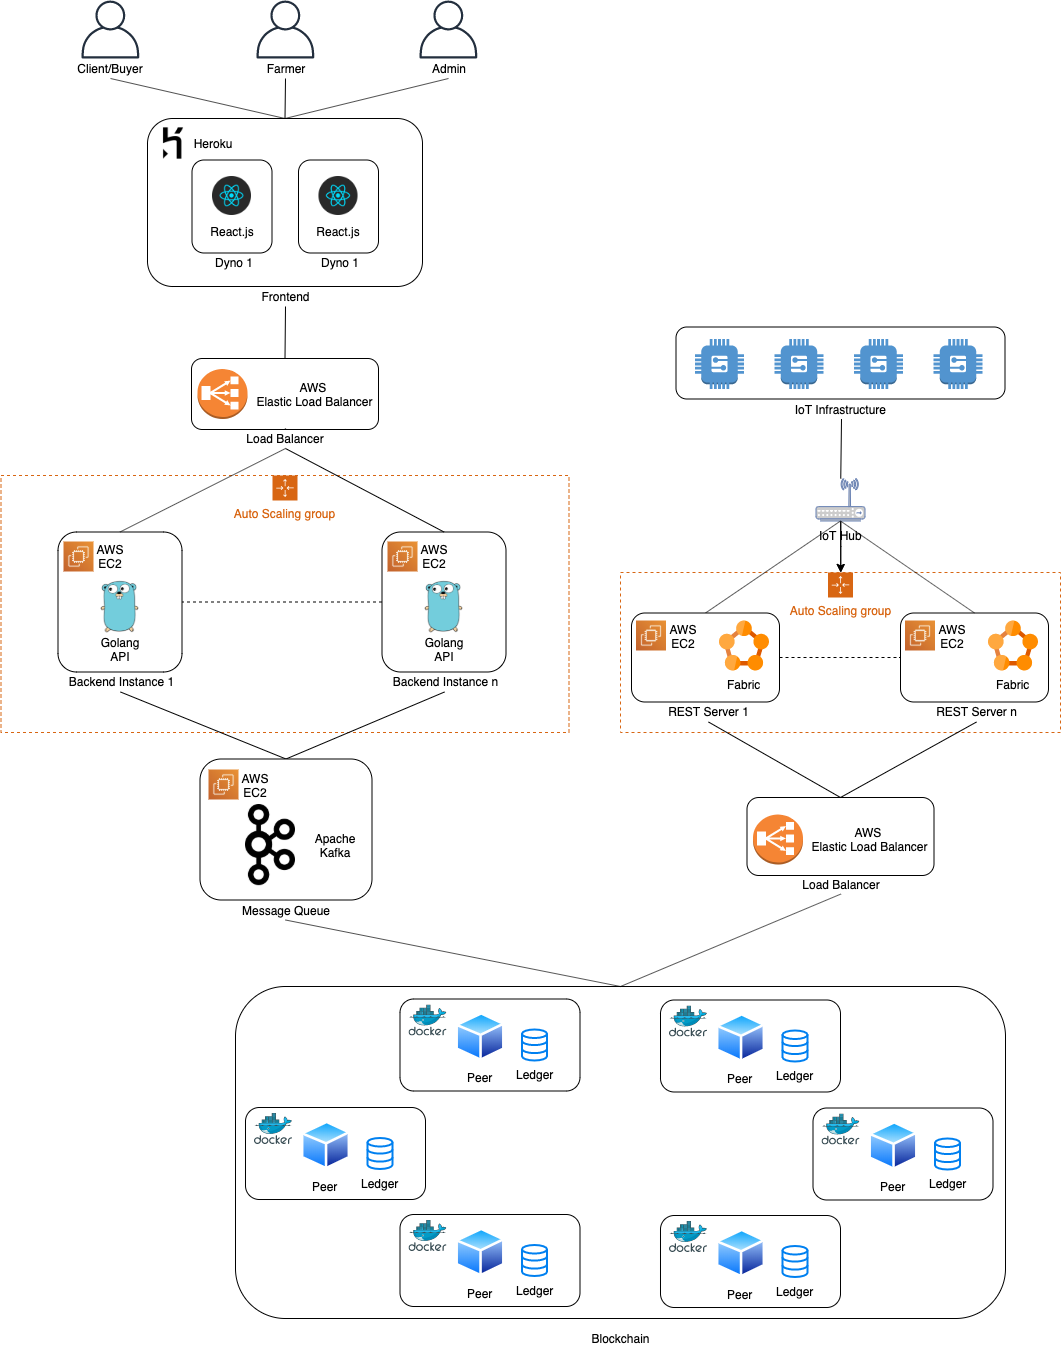 Client/Buyer
Farmer
Admin
Heroku
React.js
React.js
Dyno 1
Dyno 1
Frontend
AWS
Elastic Load Balancer
Load Balancer
Auto Scaling group
AWS
EC2
Golang
API
Backend Instance 1
AWS
EC2
Golang
API
Backend Instance n
AWS
EC2
Apache
Kafka
Message Queue
IoT Infrastructure
IoT Hub
Auto Scaling group
AWS
EC2
Fabric
REST Server 1
AWS
EC2
Fabric
REST Server n
AWS
Elastic Load Balancer
Load Balancer
docker
Peer
Ledger
docker
Peer
Ledger
docker
Peer
Ledger
docker
Peer
Ledger
docker
Peer
Ledger
docker
Peer
Ledger
Blockchain